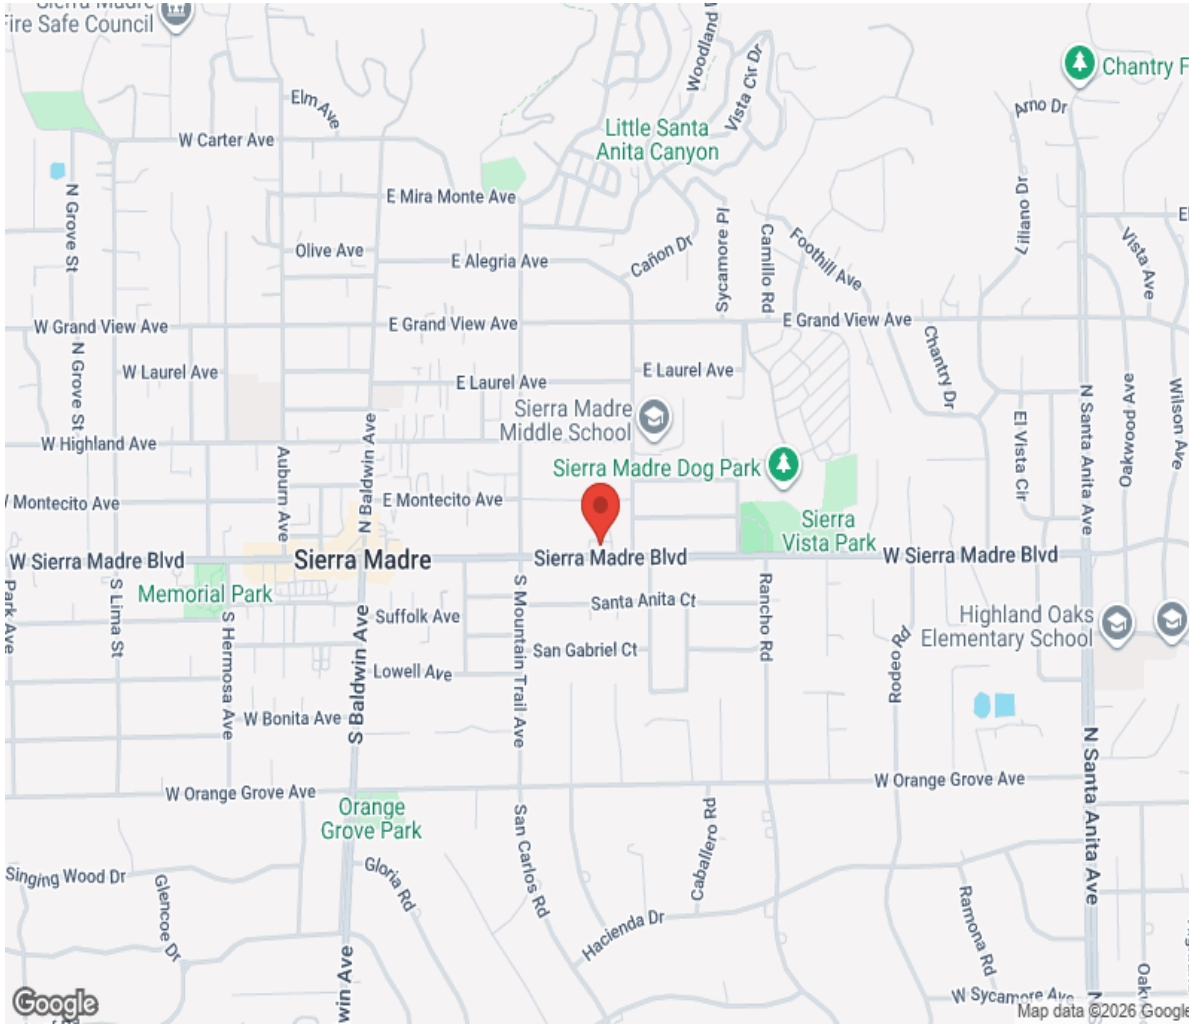 Sierra Madre
Fire Safe Council
Elm Ave
W Carter Ave
Woodland
Vista Cir Dr
Little Santa
Anita Canyon
Chantry F
Arno Dr
N Grove St
E Mira Monte Ave
Olive Ave
E Alegria Ave
Cañon Dr
Sycamore Pl
Camillo Rd
Foothill Ave
Liliano Dr
El
Vista Ave
W Grand View Ave
E Grand View Ave
E Grand View Ave
N Grove St
W Laurel Ave
E Laurel Ave
E Laurel Ave
Chantry Dr
Sierra Madre
Middle School
W Highland Ave
N Baldwin Ave
Auburn Ave
El Vista Cir
N Santa Anita Ave
Oakwood Ave
Wilson Ave
Sierra Madre Dog Park
Montecito Ave
E Montecito Ave
Sierra
Vista Park
W Sierra Madre Blvd
Sierra Madre
Sierra Madre Blvd
W Sierra Madre Blvd
Memorial Park
Park Ave
S Lima St
S Hermosa Ave
Suffolk Ave
S Mountain Trail Ave
Santa Anita Ct
Rancho Rd
Highland Oaks
Elementary School
San Gabriel Ct
Lowell Ave
S Baldwin Ave
Rodeo Rd
W Bonita Ave
N Santa Anita Ave
W Orange Grove Ave
W Orange Grove Ave
Orange
Grove Park
San Carlos Rd
Caballero Rd
Singing Wood Dr
Glencoe Dr
Gloria Rd
Hacienda Dr
Ramona Rd
win Ave
W Sycamore Ave
N S
Oak
Google
Map data ©2026 Google